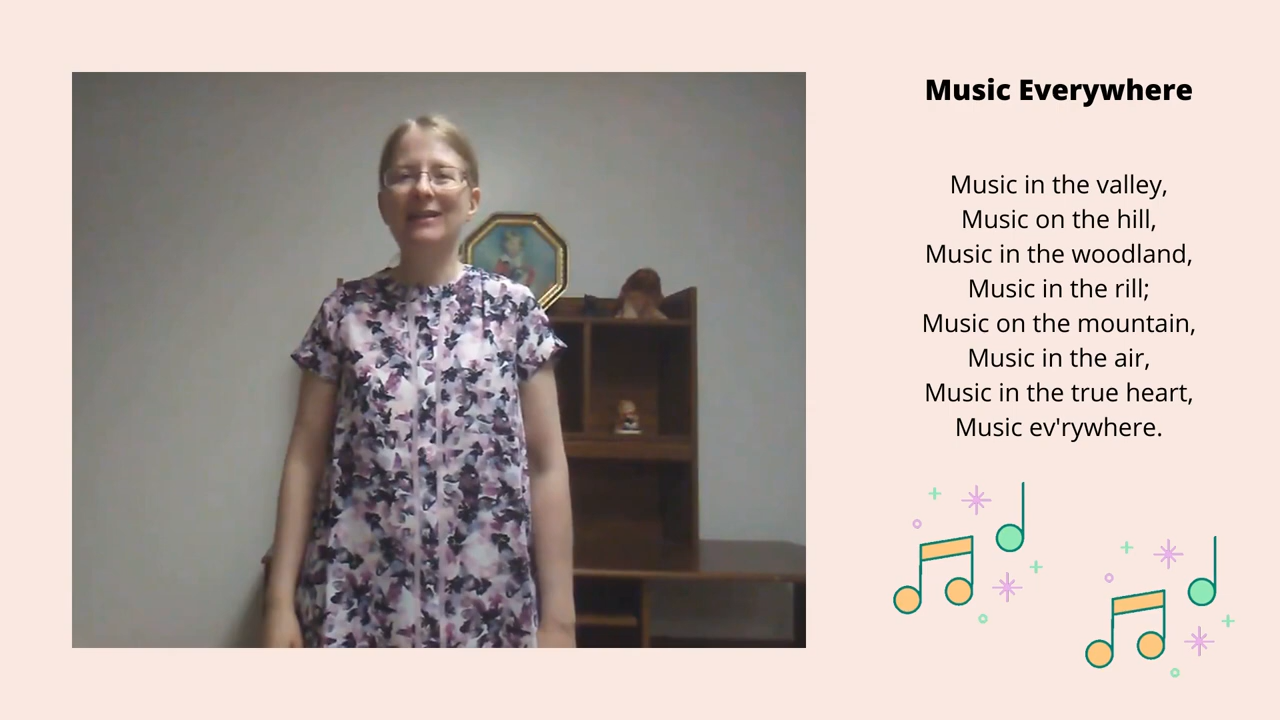 Music Everywhere
Music in the valley,
Music on the hill,
Music in the woodland,
Music in the rill;
Music on the mountain,
Music in the air,
Music in the true heart,
Music ev'rywhere.